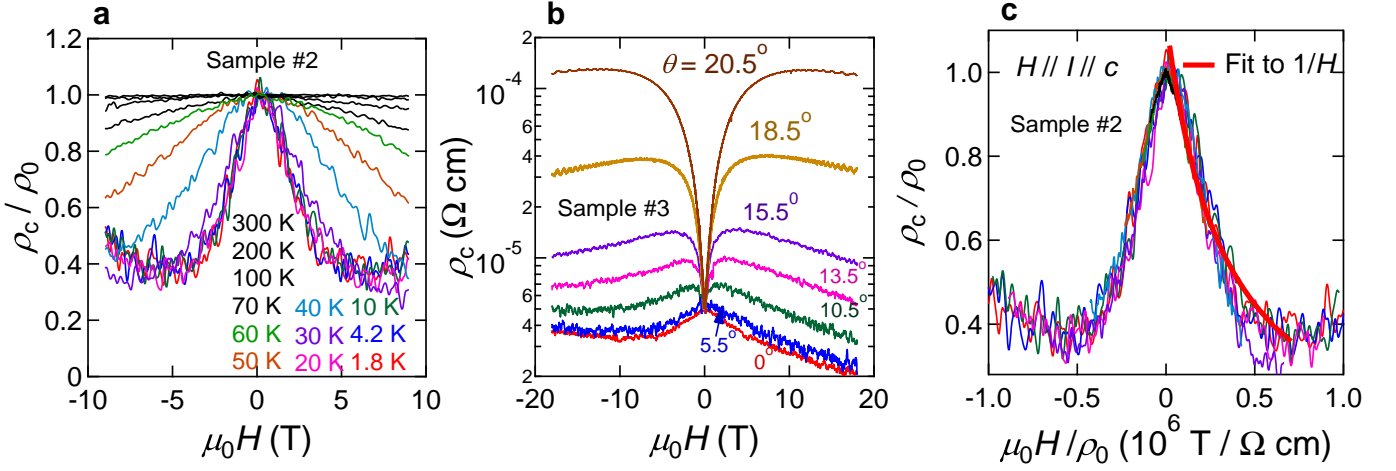 a
1.2
1.0
0.8
0.6
0.4
0.2
0
ρc / ρ0
Sample #2
300 K
200 K
100 K
70 K
60 K
50 K
40 K
30 K
20 K
10 K
4.2 K
1.8 K
-10
-5
0
5
10
μ0H (T)
b
2
10⁻⁴
8
6
4
2
10⁻⁵
8
6
4
2
ρc (Ω cm)
θ = 20.5°
18.5°
Sample #3
15.5⁰
13.5°
10.5°
5.5°
0°
-20
-10
0
10
20
μ0H (T)
c
1.0
0.8
0.6
0.4
ρc / ρ0
H // I // c
Fit to 1/H
Sample #2
-1.0
-0.5
0
0.5
1.0
μ0H/ρ0 (10⁶ T / Ω cm)